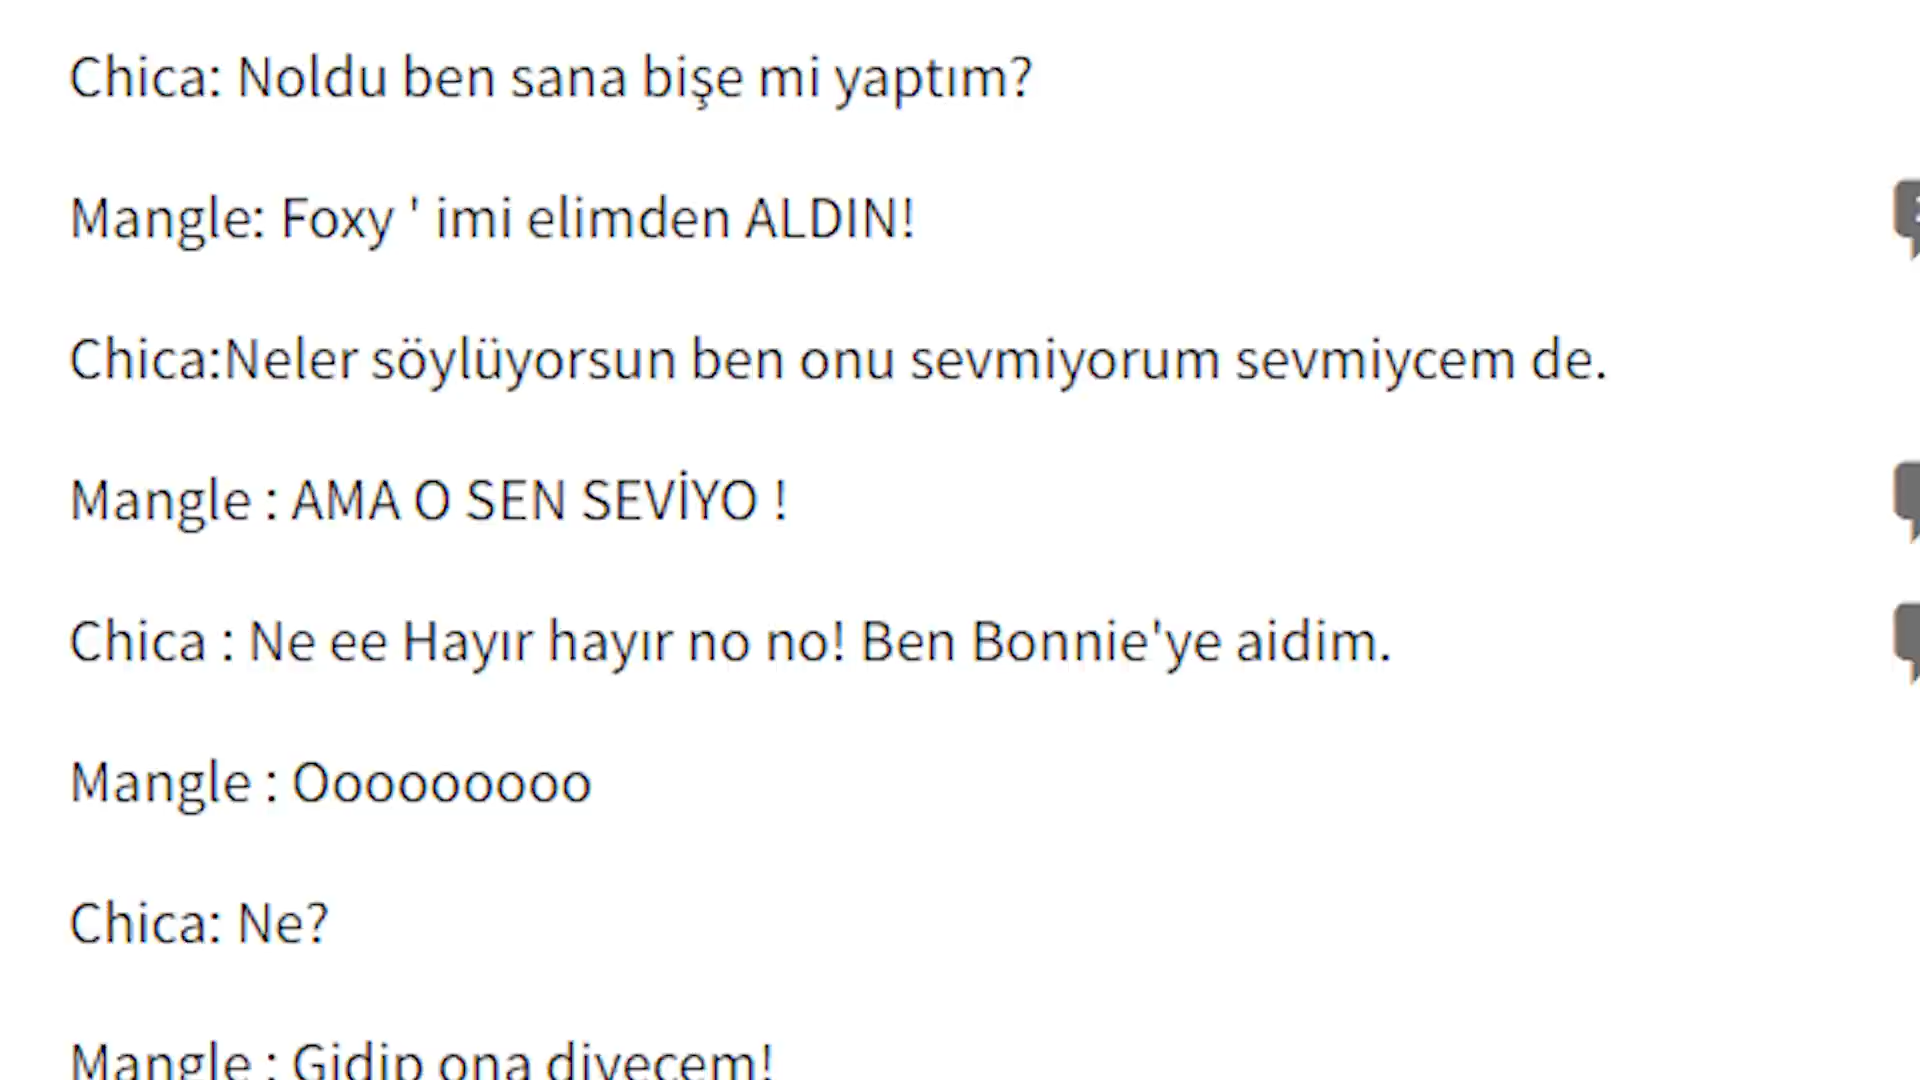 Chica: Noldu ben sana bişe mi yaptım?
Mangle: Foxy ' imi elimden ALDIN!
Chica:Neler söylüyorsun ben onu sevmiyorum sevmiycem de.
Mangle : AMA O SEN SEVİYO !
Chica : Ne ee Hayır hayır no no! Ben Bonnie'ye aidim.
Mangle : Ooooooooo
Chica: Ne?
Mangle : Gidip ona diyecem!